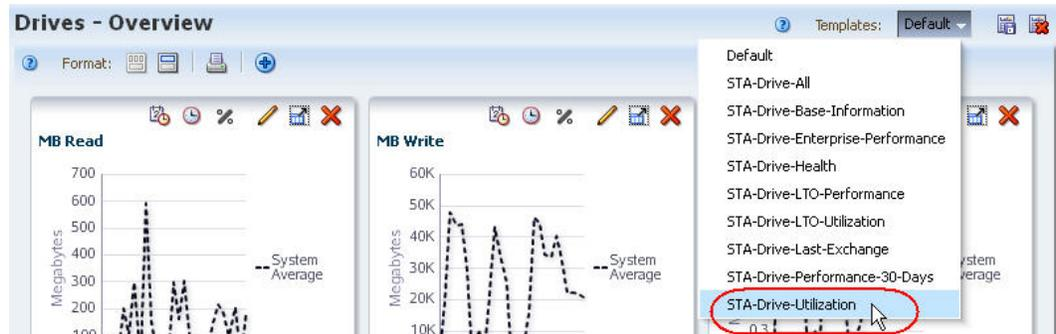 Drives - Overview
Templates: Default
Format:
Default
STA-Drive-All
STA-Drive-Base-Information
STA-Drive-Enterprise-Performance
STA-Drive-Health
STA-Drive-LTO-Performance
STA-Drive-LTO-Utilization
STA-Drive-Last-Exchange
STA-Drive-Performance-30-Days
STA-Drive-Utilization
MB Read
700
600
500
400
300
200
100
Megabytes
System
Average
MB Write
60K
50K
40K
30K
20K
10K
Megabytes
System
Average
ystem
verage
0.3